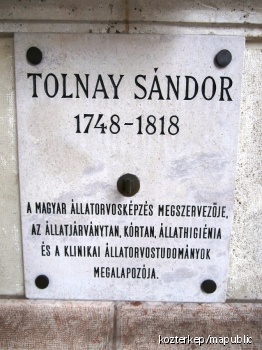 TOLNAY SÁNDOR
1748-1818
A MAGYAR ÁLLATORVOSKÉPZÉS MEGSZERVEZŐJE,
AZ ÁLLATJÁRVÁNYTAN, KÓRTAN, ÁLLATHIGIÉNIA
ÉS A KLINIKAI ÁLLATORVOSTUDOMÁNYOK
MEGALAPOZÓJA.
kozterkep/mapublic